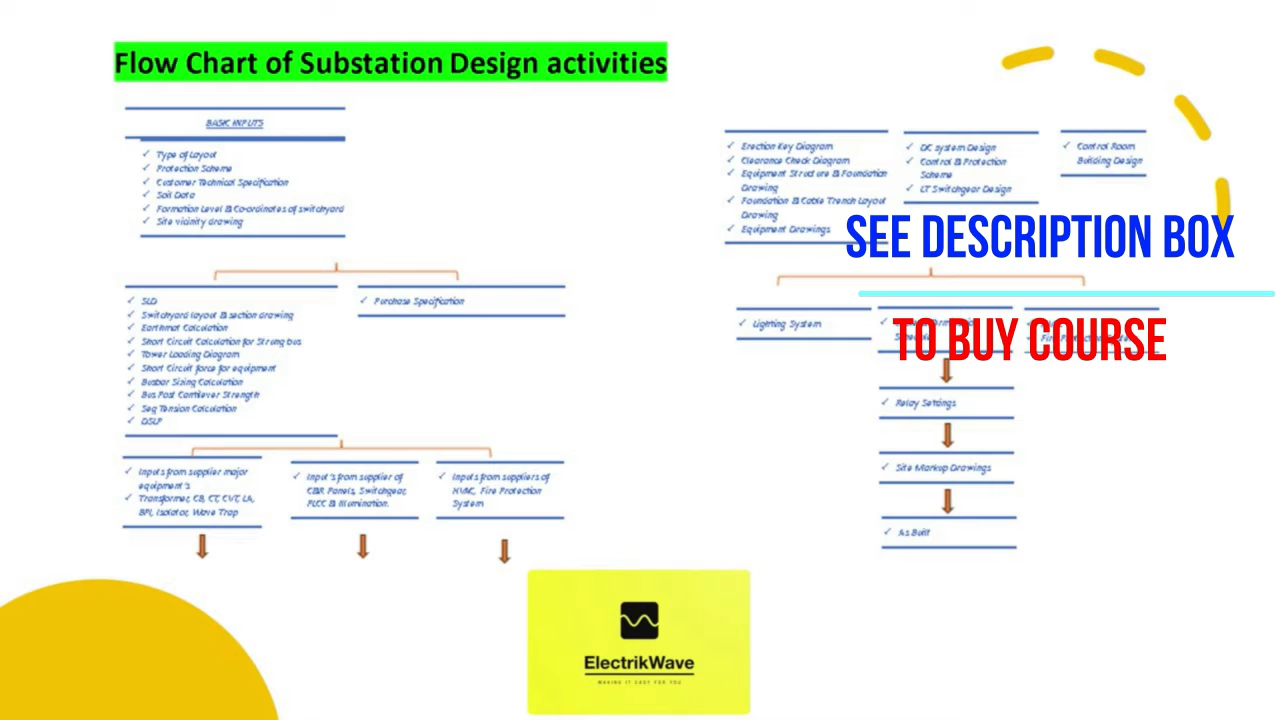 Flow Chart of Substation Design activities
BASIC INPUTS
✓ Type of Layout
✓ Protection Scheme
✓ Customer Technical Specification
✓ Soil Data
✓ Formation Level & Co-ordinates of switchyard
✓ Site vicinity drawing
✓ SLD
✓ Switchyard layout & section drawing
✓ Earthmat Calculation
✓ Short Circuit Calculation for Strung bus
✓ Tower Loading Diagram
✓ Short Circuit force for equipment
✓ Busbar Sizing Calculation
✓ Bus Post Cantilever Strength
✓ Sag Tension Calculation
✓ DSLP
✓ Purchase Specification
✓ Inputs from supplier major
equipment's
✓ Transformer, CB, CT, CVT, LA,
BPI, Isolator, Wave Trap
✓ Input's from supplier of
C&R Panels, Switchgear,
PLCC & Illumination.
✓ Inputs from suppliers of
HVAC, Fire Protection
System
✓ Erection Key Diagram
✓ Clearance Check Diagram
✓ Equipment Structure & Foundation
Drawing
✓ Foundation & Cable Trench Layout
Drawing
✓ Equipment Drawings
✓ DC system Design
✓ Control & Protection
Scheme
✓ LT Switchgear Design
✓ Control Room
Building Design
SEE DESCRIPTION BOX
✓ Lighting System
TO BUY COURSE
✓ Relay Settings
✓ Site Markup Drawings
✓ As Built
ElectrikWave
MAKING IT EASY FOR YOU